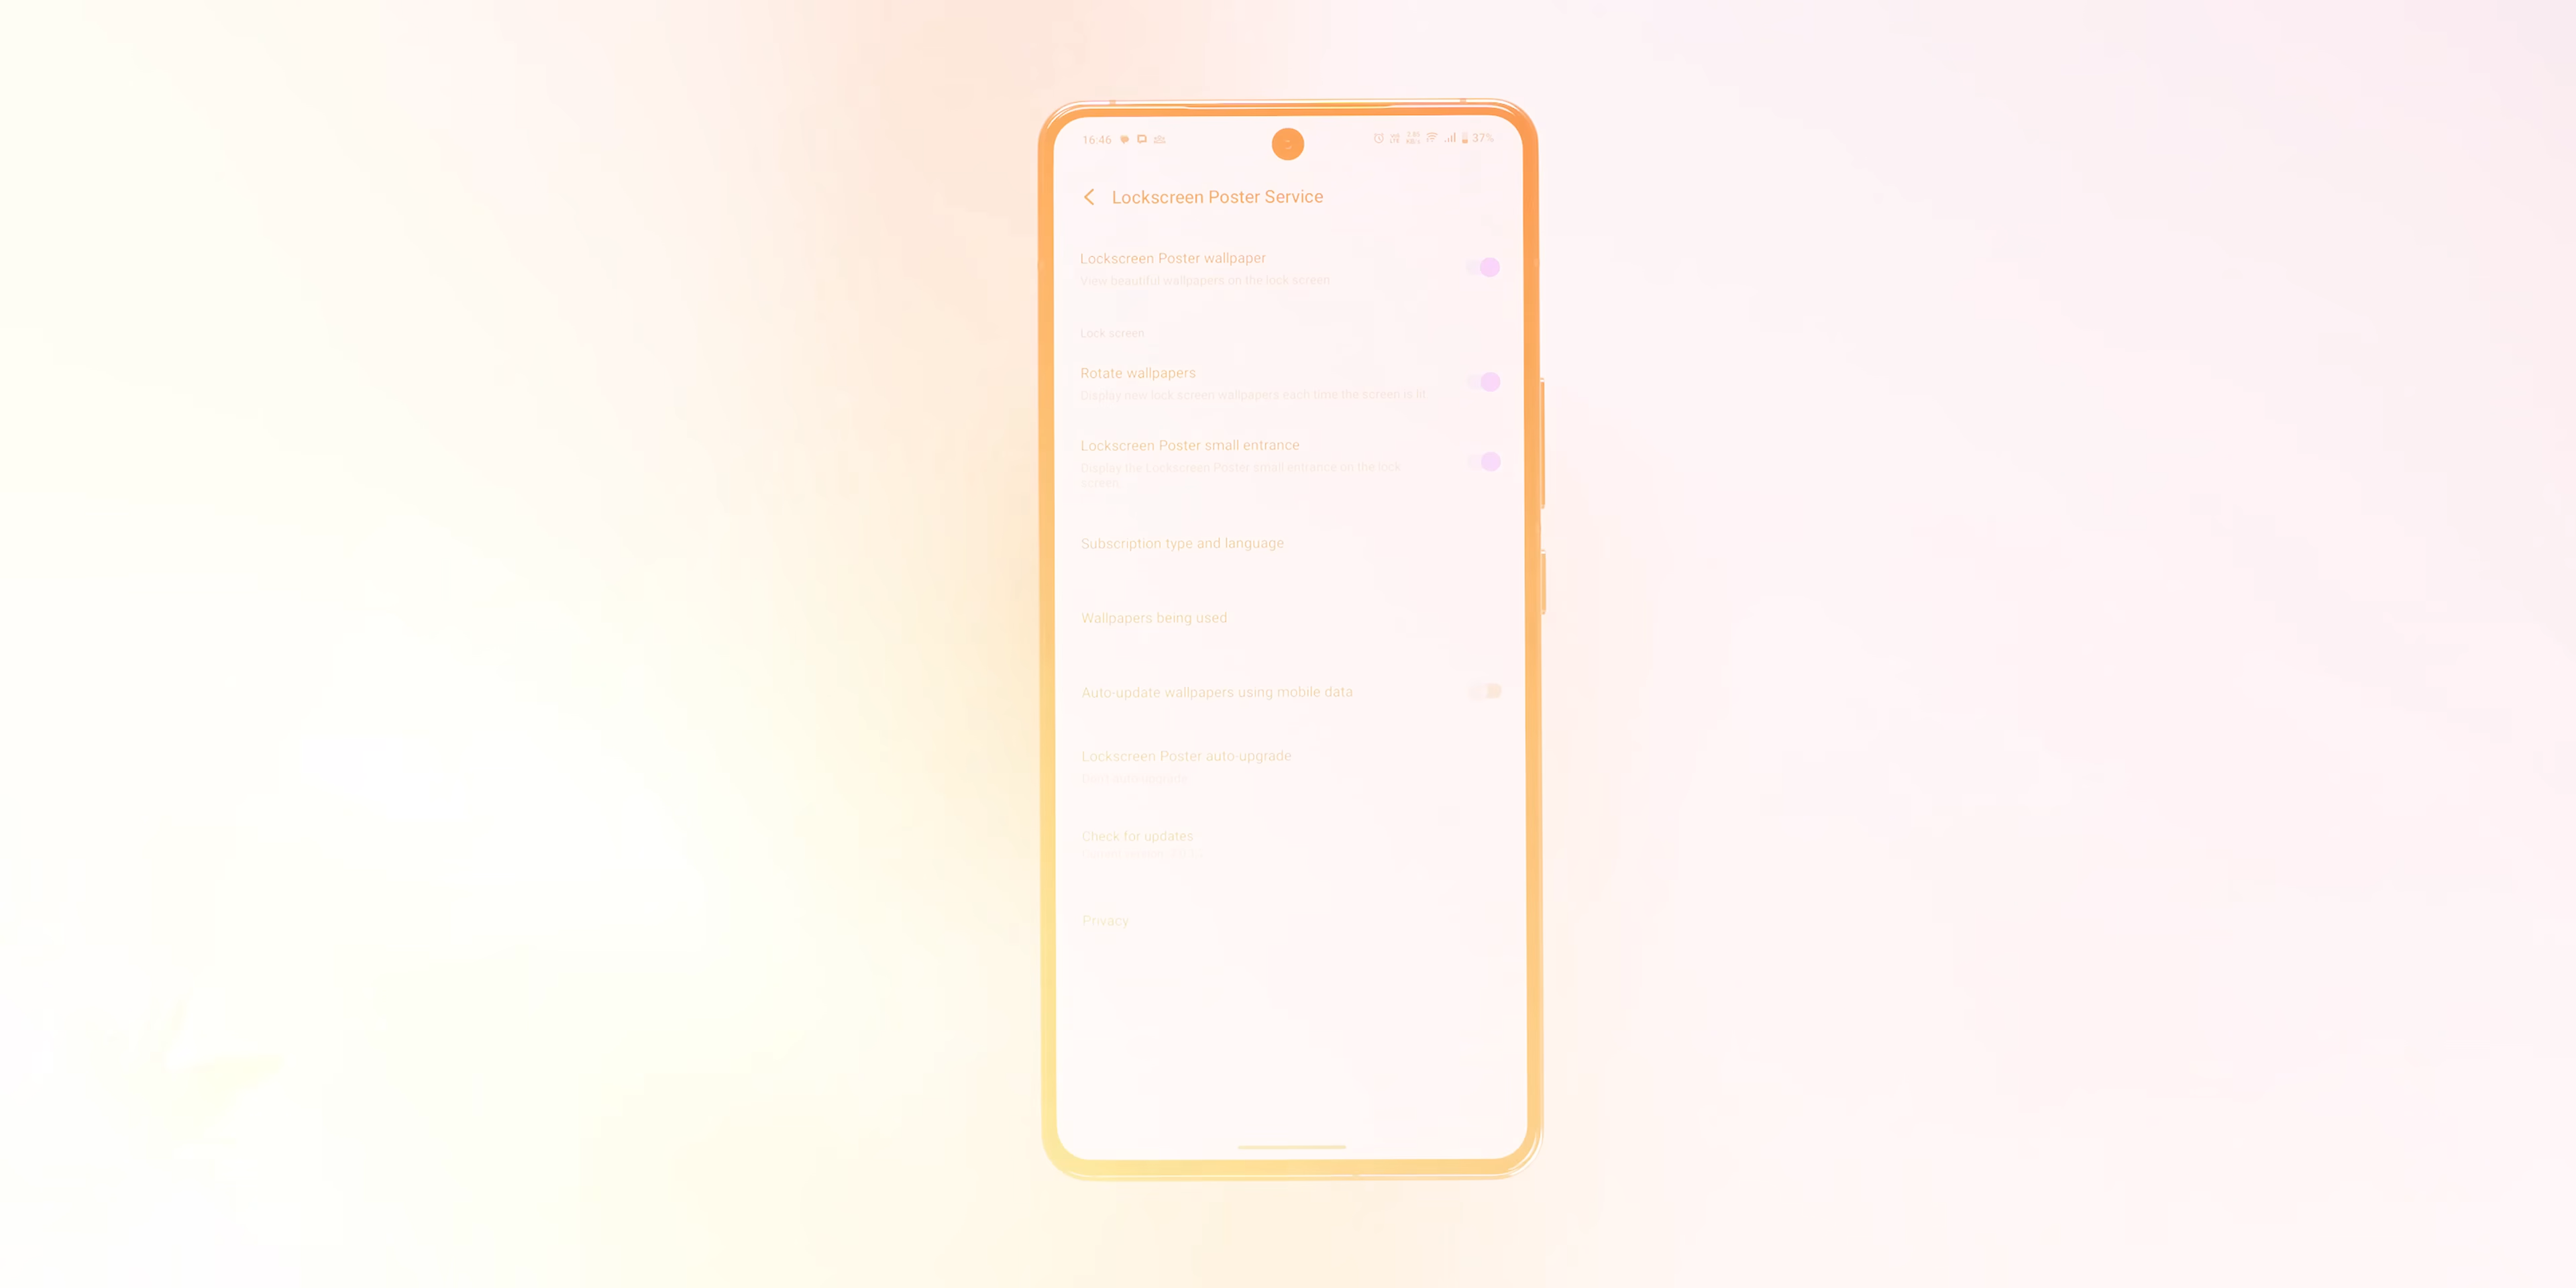 16:46 37%
Lockscreen Poster Service
Lockscreen Poster wallpaper
View beautiful wallpapers on the lock screen
Lock screen
Rotate wallpapers
Display new lock screen wallpapers each time the screen is lit.
Lockscreen Poster small entrance
Display the Lockscreen Poster small entrance on the lock
screen
Subscription type and language
Wallpapers being used
Auto-update wallpapers using mobile data
Lockscreen Poster auto-upgrade
Don't auto-upgrade
Check for updates
Privacy